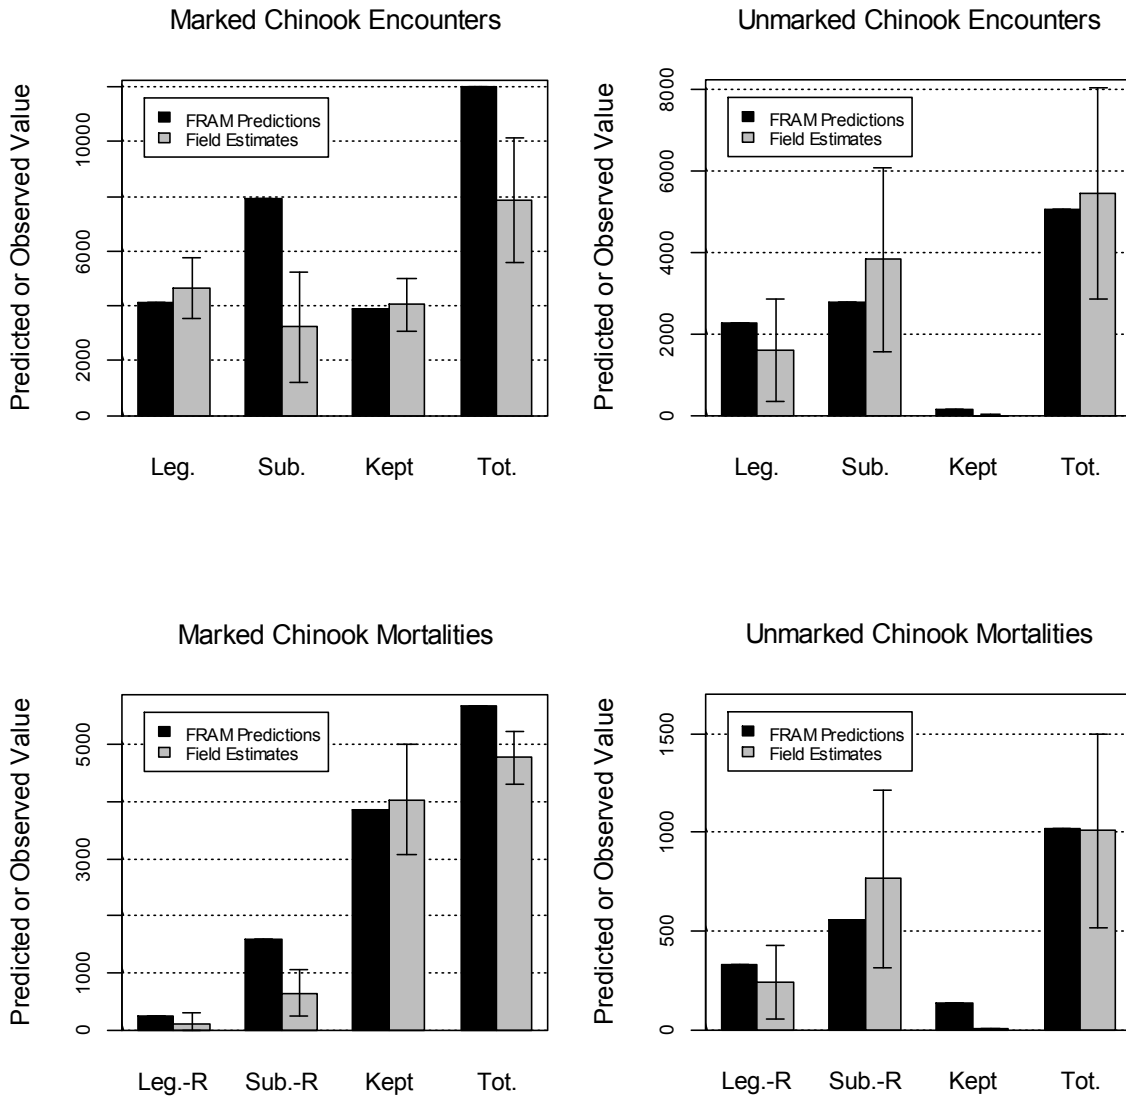 Marked Chinook Encounters
Predicted or Observed Value
10000
6000
2000
0
FRAM Predictions
Field Estimates
Leg. Sub. Kept Tot.
Unmarked Chinook Encounters
Predicted or Observed Value
8000
6000
4000
2000
0
FRAM Predictions
Field Estimates
Leg. Sub. Kept Tot.
Marked Chinook Mortalities
Predicted or Observed Value
5000
3000
1000
0
FRAM Predictions
Field Estimates
Leg.-R Sub.-R Kept Tot.
Unmarked Chinook Mortalities
Predicted or Observed Value
1500
1000
500
0
FRAM Predictions
Field Estimates
Leg.-R Sub.-R Kept Tot.